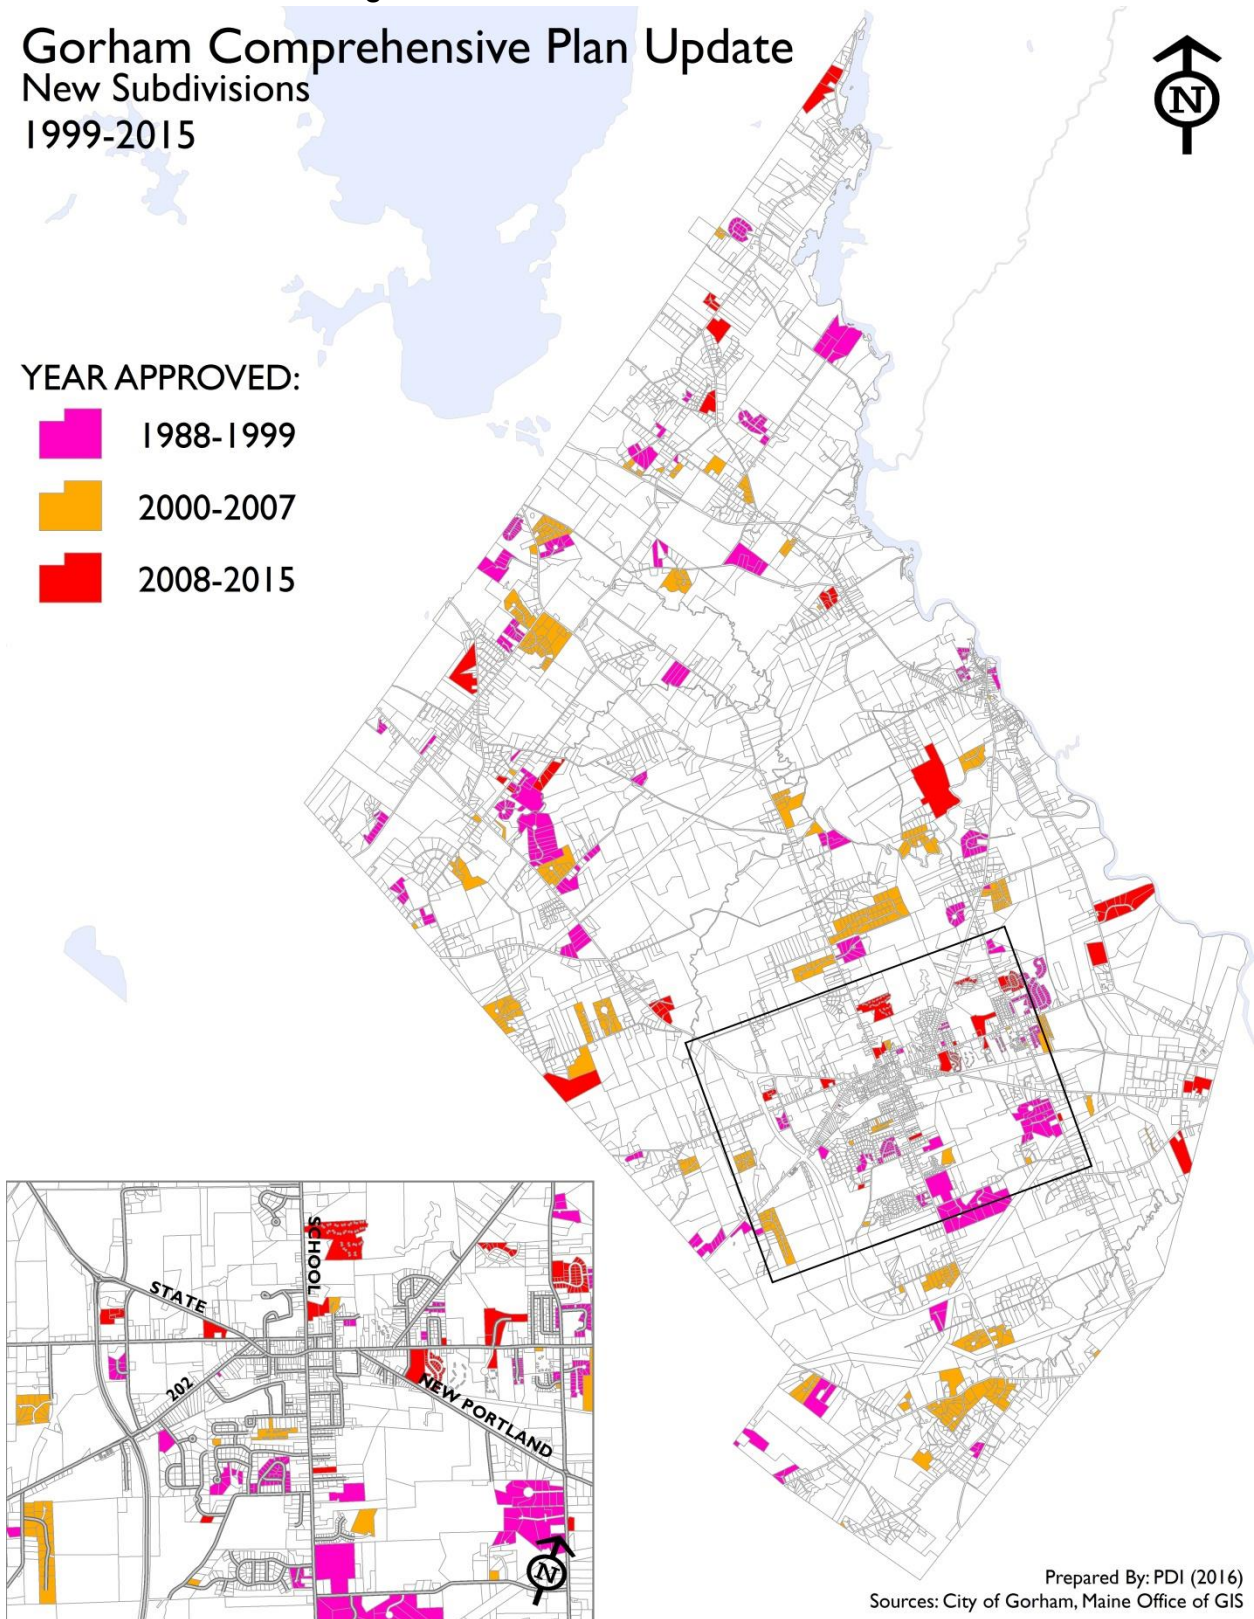 Gorham Comprehensive Plan Update
New Subdivisions
1999-2015
N
YEAR APPROVED:
1988-1999
2000-2007
2008-2015
SCHOOL
STATE
202
NEW PORTLAND
N
Prepared By: PDI (2016)
Sources: City of Gorham, Maine Office of GIS